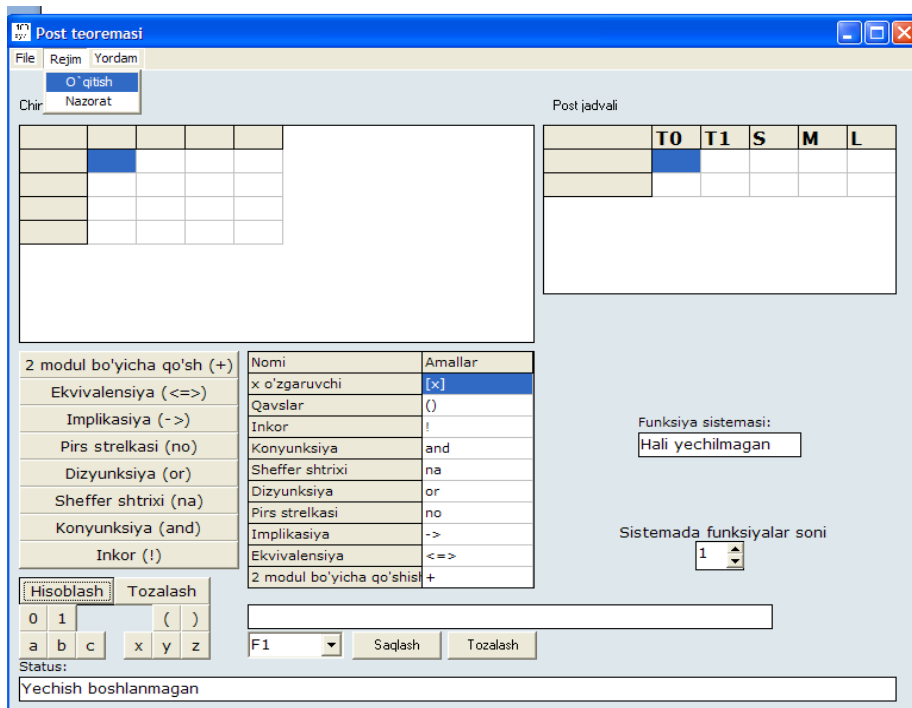 Post teoremasi
File Rejim Yordam
O`qitish
Nazorat
Chir
Post jadvali
T0 T1 S M L
2 modul bo'yicha qo'sh (+)
Ekvivalensiya (<=>)
Implikasiya (->)
Pirs strelkasi (no)
Dizyunksiya (or)
Sheffer shtrixi (na)
Konyunksiya (and)
Inkor (!)
Nomi Amallar
x o'zgaruvchi [x]
Qavslar ()
Inkor !
Konyunksiya and
Sheffer shtrixi na
Dizyunksiya or
Pirs strelkasi no
Implikasiya ->
Ekvivalensiya <=>
2 modul bo'yicha qo'shish +
Funksiya sistemasi:
Hali yechilmagan
Sistemada funksiyalar soni
1
Hisoblash Tozalash
0 1 ( )
a b c x y z
F1 Saqlash Tozalash
Status:
Yechish boshlanmagan